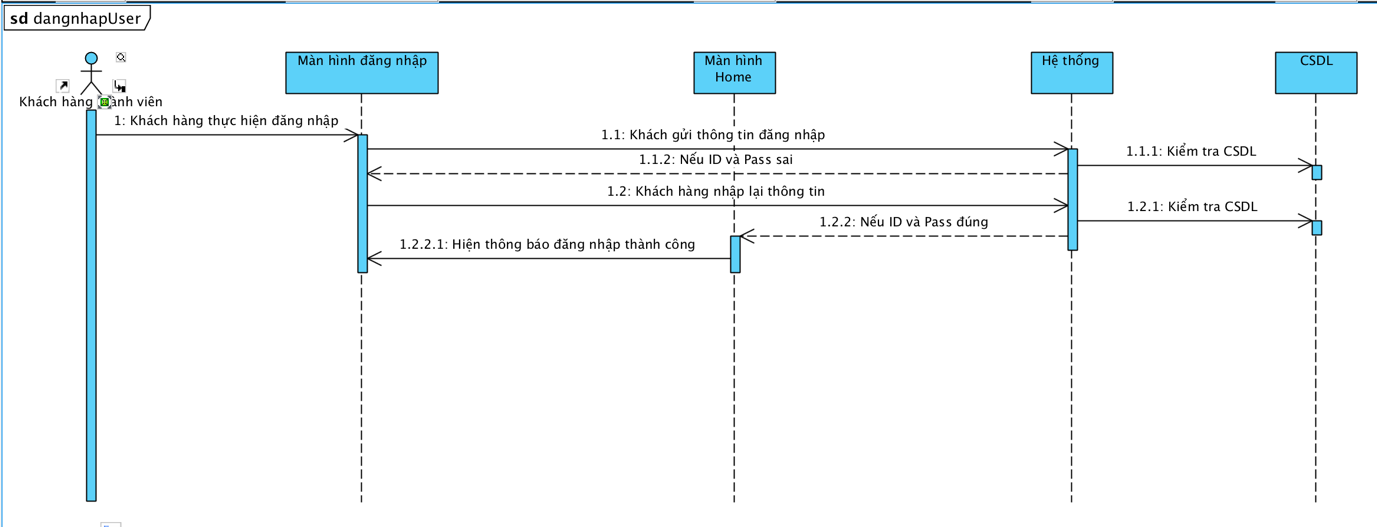 sd dangnhapUser
Màn hình đăng nhập
Màn hình
Home
Hệ thống
CSDL
Khách hàng ành viên
1: Khách hàng thực hiện đăng nhập
1.1: Khách gửi thông tin đăng nhập
1.1.1: Kiểm tra CSDL
1.1.2: Nếu ID và Pass sai
1.2: Khách hàng nhập lại thông tin
1.2.1: Kiểm tra CSDL
1.2.2: Nếu ID và Pass đúng
1.2.2.1: Hiện thông báo đăng nhập thành công